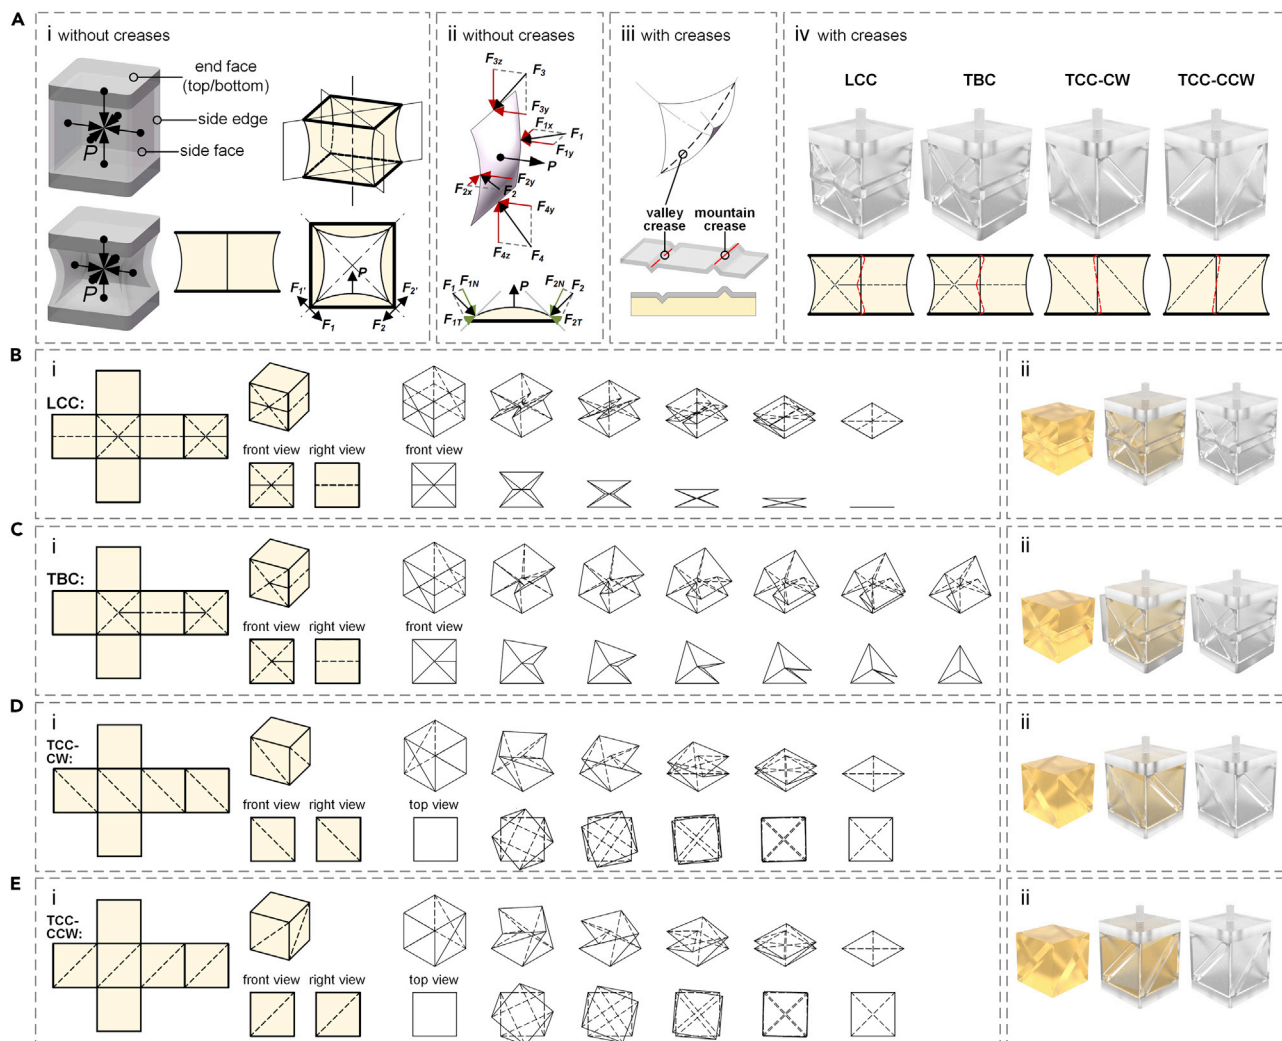 A
i without creases
end face
(top/bottom)
side edge
side face
P
P
P
F1'
F2'
F1
F2
ii without creases
F3z
F3
F3y
F1x
F1
F1y
P
F2y
F2x
F2
F4y
F4z
F4
P
F1
F1N
F2N
F2
F1T
F2T
iii with creases
valley
crease
mountain
crease
iv with creases
LCC
TBC
TCC-CW
TCC-CCW
B
i
LCC:
front view
right view
front view
ii
C
i
TBC:
front view
right view
front view
ii
D
i
TCC-
CW:
front view
right view
top view
ii
E
i
TCC-
CCW:
front view
right view
top view
ii